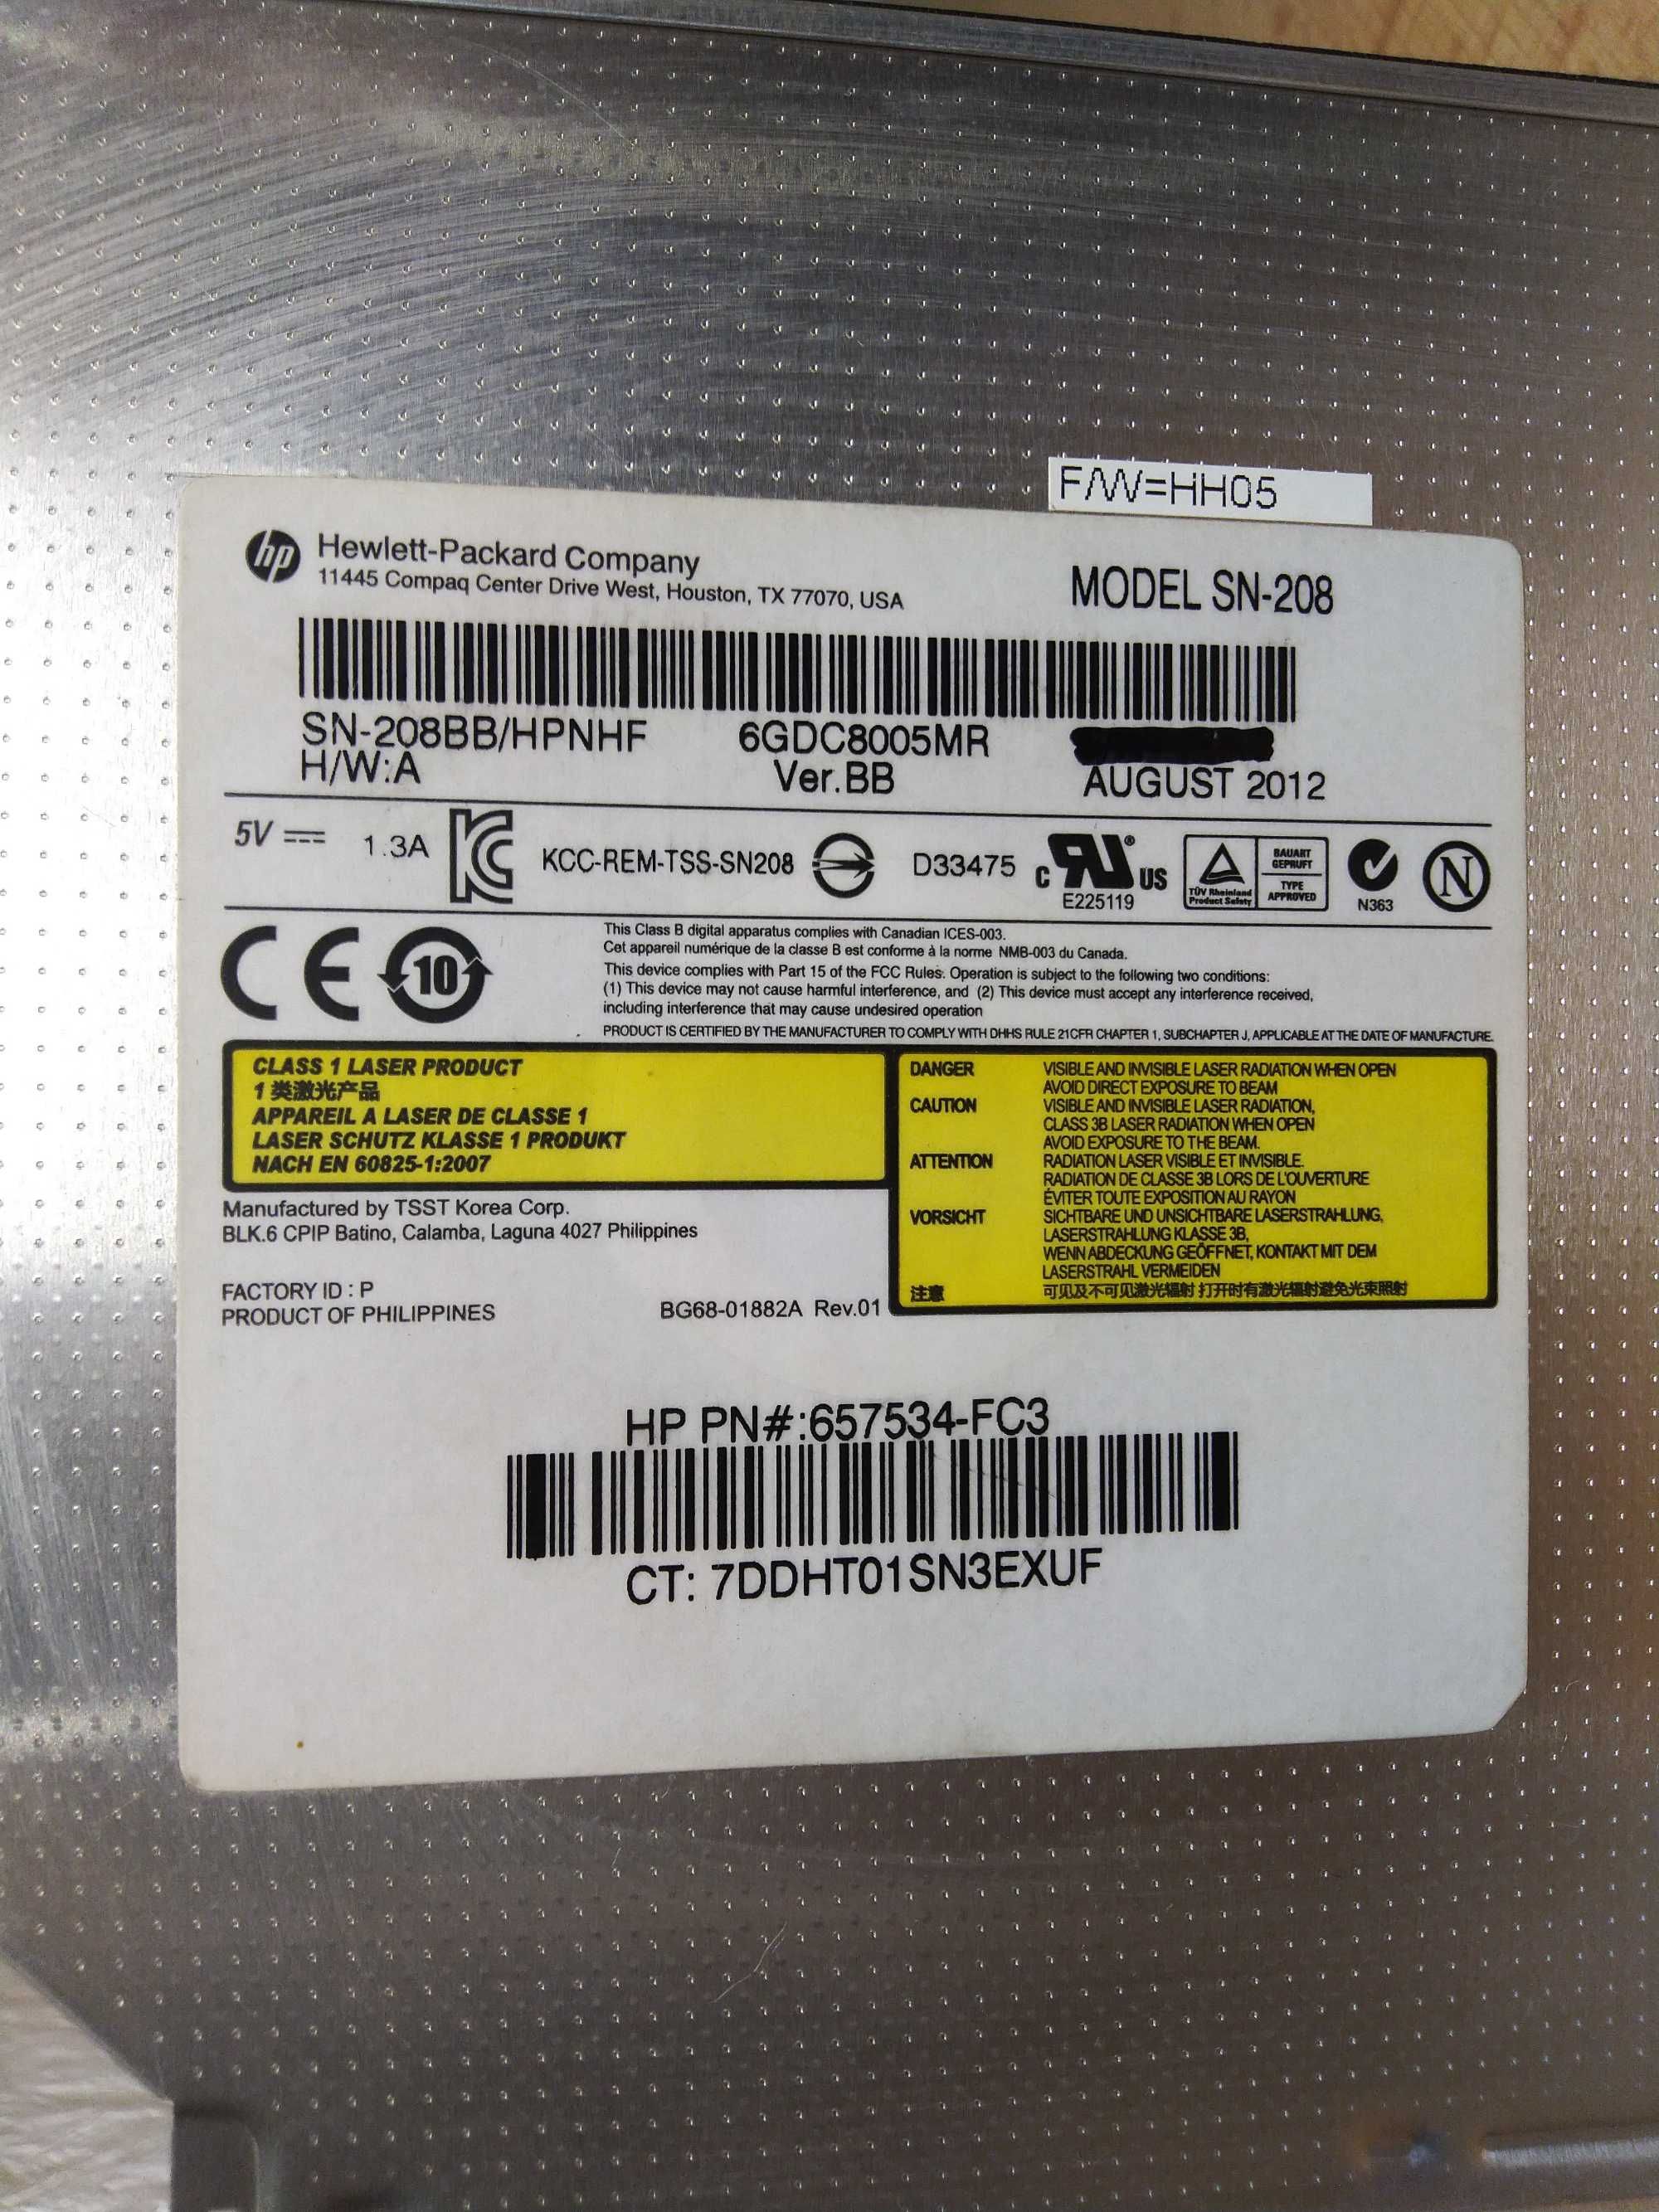 F/W=HH05
hp Hewlett-Packard Company
11445 Compaq Center Drive West, Houston, TX 77070, USA
MODEL SN-208
SN-208BB/HPNHF 6GDC8005MR
H/W:A Ver.BB AUGUST 2012
5V 1.3A KCC-REM-TSS-SN208 D33475 c RU® US E225119 TÜV Rheinland Product Safety BAUART GEPRUFT TYPE APPROVED N363 N
CE 10
This Class B digital apparatus complies with Canadian ICES-003.
Cet appareil numérique de la classe B est conforme à la norme NMB-003 du Canada.
This device complies with Part 15 of the FCC Rules. Operation is subject to the following two conditions:
(1) This device may not cause harmful interference, and (2) This device must accept any interference received,
including interference that may cause undesired operation
PRODUCT IS CERTIFIED BY THE MANUFACTURER TO COMPLY WITH DHHS RULE 21CFR CHAPTER 1, SUBCHAPTER J, APPLICABLE AT THE DATE OF MANUFACTURE.
CLASS 1 LASER PRODUCT
1 类激光产品
APPAREIL A LASER DE CLASSE 1
LASER SCHUTZ KLASSE 1 PRODUKT
NACH EN 60825-1:2007
DANGER VISIBLE AND INVISIBLE LASER RADIATION WHEN OPEN
AVOID DIRECT EXPOSURE TO BEAM
CAUTION VISIBLE AND INVISIBLE LASER RADIATION,
CLASS 3B LASER RADIATION WHEN OPEN
AVOID EXPOSURE TO THE BEAM.
ATTENTION RADIATION LASER VISIBLE ET INVISIBLE.
RADIATION DE CLASSE 3B LORS DE L'OUVERTURE
ÉVITER TOUTE EXPOSITION AU RAYON
VORSICHT SICHTBARE UND UNSICHTBARE LASERSTRAHLUNG,
LASERSTRAHLUNG KLASSE 3B,
WENN ABDECKUNG GEÖFFNET, KONTAKT MIT DEM
LASERSTRAHL VERMEIDEN
注意 可见及不可见激光辐射 打开时有激光辐射避免光束照射
Manufactured by TSST Korea Corp.
BLK.6 CPIP Batino, Calamba, Laguna 4027 Philippines
FACTORY ID : P
PRODUCT OF PHILIPPINES BG68-01882A Rev.01
HP PN#:657534-FC3
CT: 7DDHT01SN3EXUF